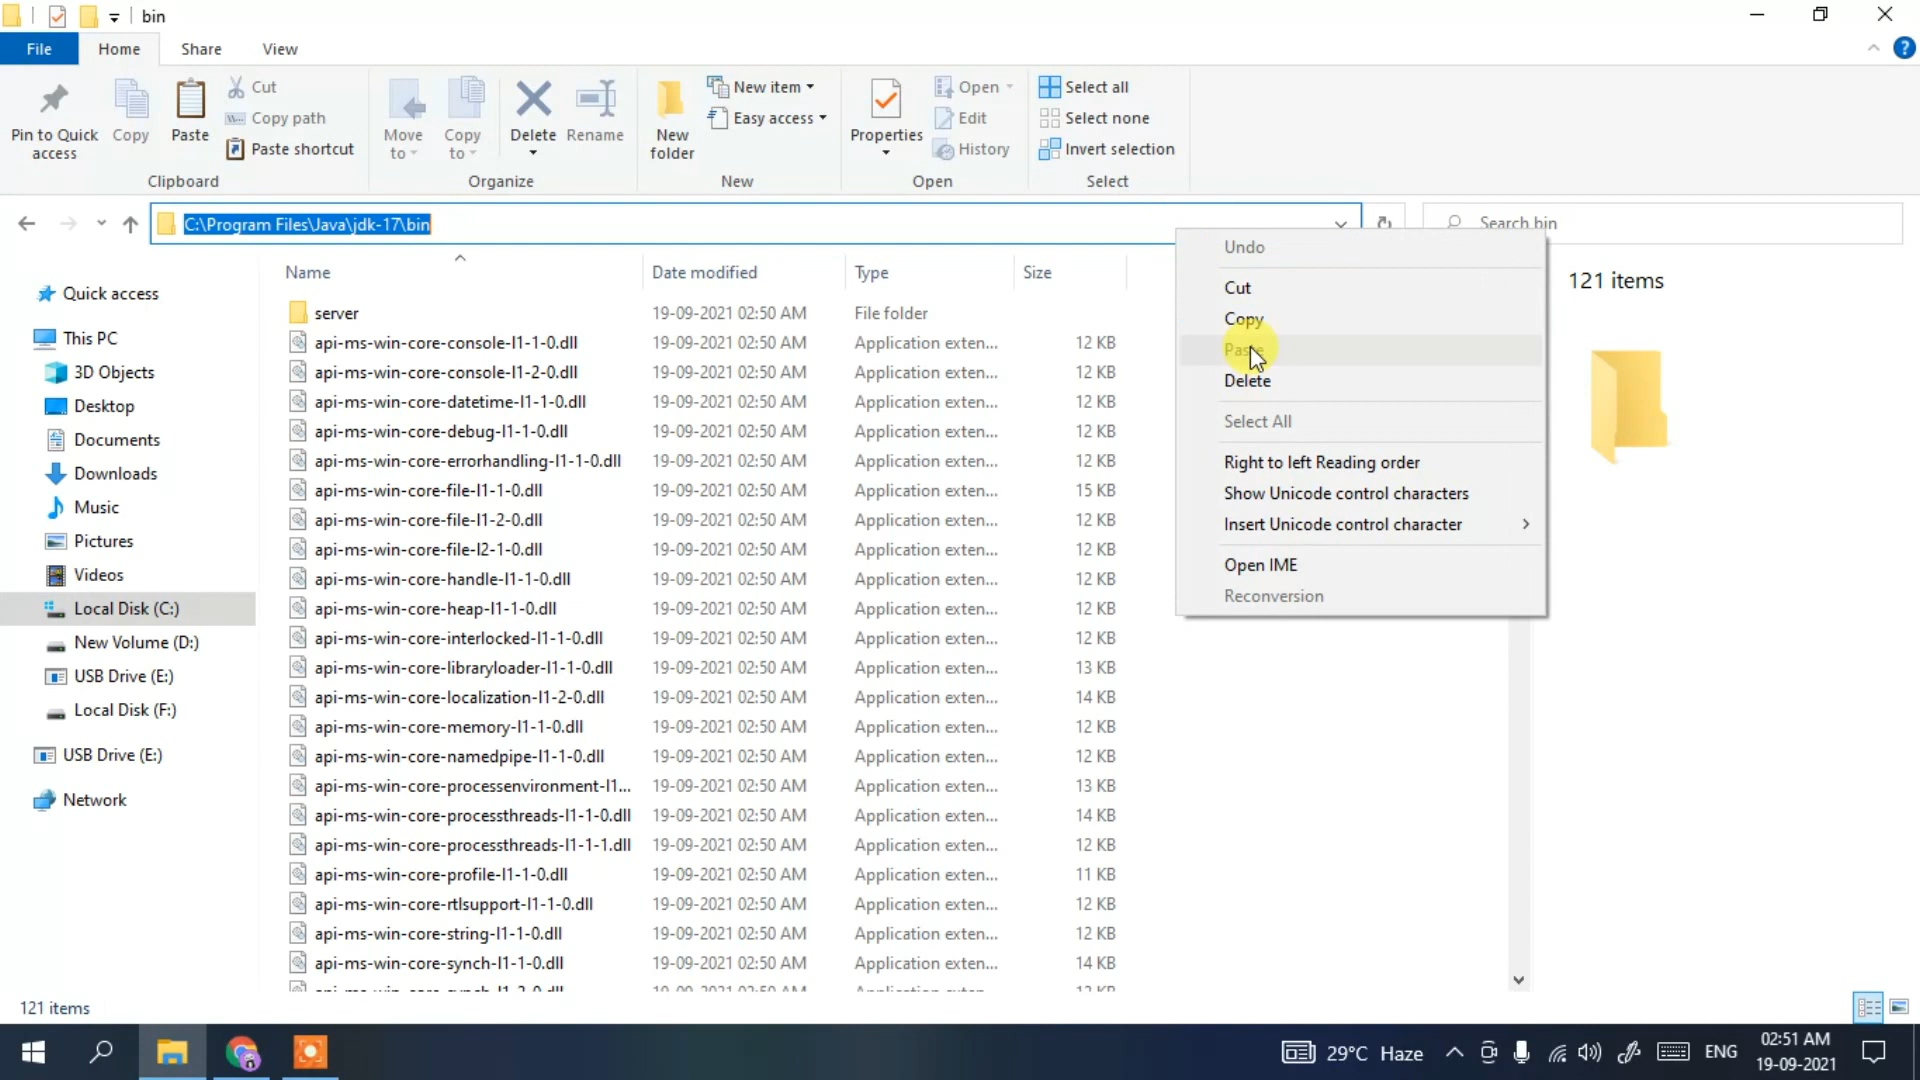 bin
File Home Share View
Pin to Quick access
Copy
Paste
Cut
Copy path
Paste shortcut
Clipboard
Move to
Copy to
Delete
Rename
Organize
New folder
New item
Easy access
New
Properties
Open
Edit
History
Open
Select all
Select none
Invert selection
Select
C:\Program Files\Java\jdk-17\bin
Search bin
Quick access
This PC
3D Objects
Desktop
Documents
Downloads
Music
Pictures
Videos
Local Disk (C:)
New Volume (D:)
USB Drive (E:)
Local Disk (F:)
USB Drive (E:)
Network
Name Date modified Type Size
server 19-09-2021 02:50 AM File folder
api-ms-win-core-console-l1-1-0.dll 19-09-2021 02:50 AM Application exten... 12 KB
api-ms-win-core-console-l1-2-0.dll 19-09-2021 02:50 AM Application exten... 12 KB
api-ms-win-core-datetime-l1-1-0.dll 19-09-2021 02:50 AM Application exten... 12 KB
api-ms-win-core-debug-l1-1-0.dll 19-09-2021 02:50 AM Application exten... 12 KB
api-ms-win-core-errorhandling-l1-1-0.dll 19-09-2021 02:50 AM Application exten... 12 KB
api-ms-win-core-file-l1-1-0.dll 19-09-2021 02:50 AM Application exten... 15 KB
api-ms-win-core-file-l1-2-0.dll 19-09-2021 02:50 AM Application exten... 12 KB
api-ms-win-core-file-l2-1-0.dll 19-09-2021 02:50 AM Application exten... 12 KB
api-ms-win-core-handle-l1-1-0.dll 19-09-2021 02:50 AM Application exten... 12 KB
api-ms-win-core-heap-l1-1-0.dll 19-09-2021 02:50 AM Application exten... 12 KB
api-ms-win-core-interlocked-l1-1-0.dll 19-09-2021 02:50 AM Application exten... 12 KB
api-ms-win-core-libraryloader-l1-1-0.dll 19-09-2021 02:50 AM Application exten... 13 KB
api-ms-win-core-localization-l1-2-0.dll 19-09-2021 02:50 AM Application exten... 14 KB
api-ms-win-core-memory-l1-1-0.dll 19-09-2021 02:50 AM Application exten... 12 KB
api-ms-win-core-namedpipe-l1-1-0.dll 19-09-2021 02:50 AM Application exten... 12 KB
api-ms-win-core-processenvironment-l1... 19-09-2021 02:50 AM Application exten... 13 KB
api-ms-win-core-processthreads-l1-1-0.dll 19-09-2021 02:50 AM Application exten... 14 KB
api-ms-win-core-processthreads-l1-1-1.dll 19-09-2021 02:50 AM Application exten... 12 KB
api-ms-win-core-profile-l1-1-0.dll 19-09-2021 02:50 AM Application exten... 11 KB
api-ms-win-core-rtlsupport-l1-1-0.dll 19-09-2021 02:50 AM Application exten... 12 KB
api-ms-win-core-string-l1-1-0.dll 19-09-2021 02:50 AM Application exten... 12 KB
api-ms-win-core-synch-l1-1-0.dll 19-09-2021 02:50 AM Application exten... 14 KB
Undo
Cut
Copy
Paste
Delete
Select All
Right to left Reading order
Show Unicode control characters
Insert Unicode control character
Open IME
Reconversion
121 items
121 items
29°C Haze
ENG
02:51 AM
19-09-2021